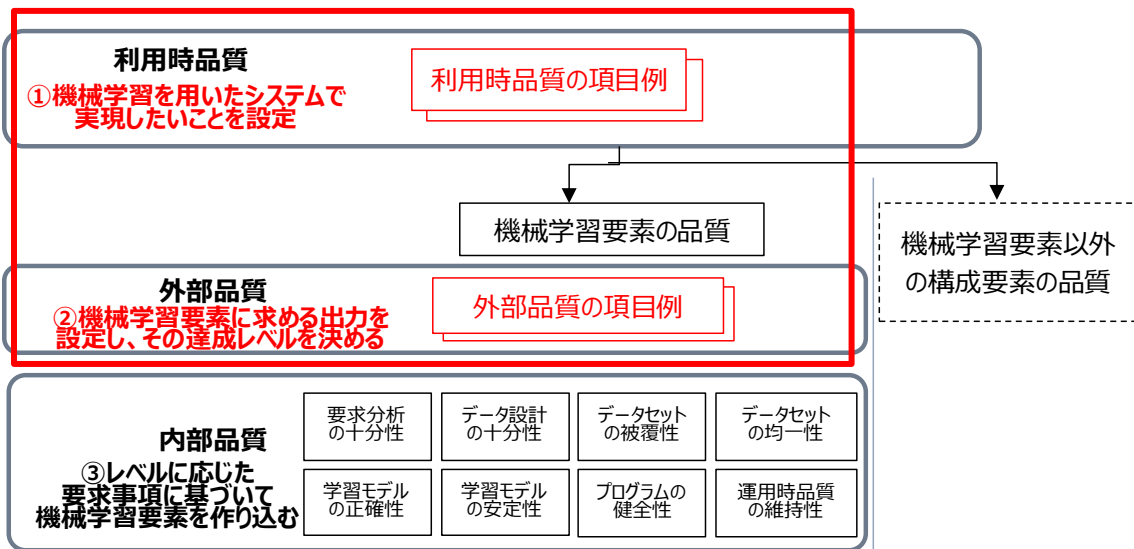 利用時品質
①機械学習を用いたシステムで
実現したいことを設定
利用時品質の項目例
機械学習要素の品質
機械学習要素以外
の構成要素の品質
外部品質
②機械学習要素に求める出力を
設定し、その達成レベルを決める
外部品質の項目例
内部品質
③レベルに応じた
要求事項に基づいて
機械学習要素を作り込む
要求分析
の十分性
データ設計
の十分性
データセット
の被覆性
データセット
の均一性
学習モデル
の正確性
学習モデル
の安定性
プログラムの
健全性
運用時品質
の維持性